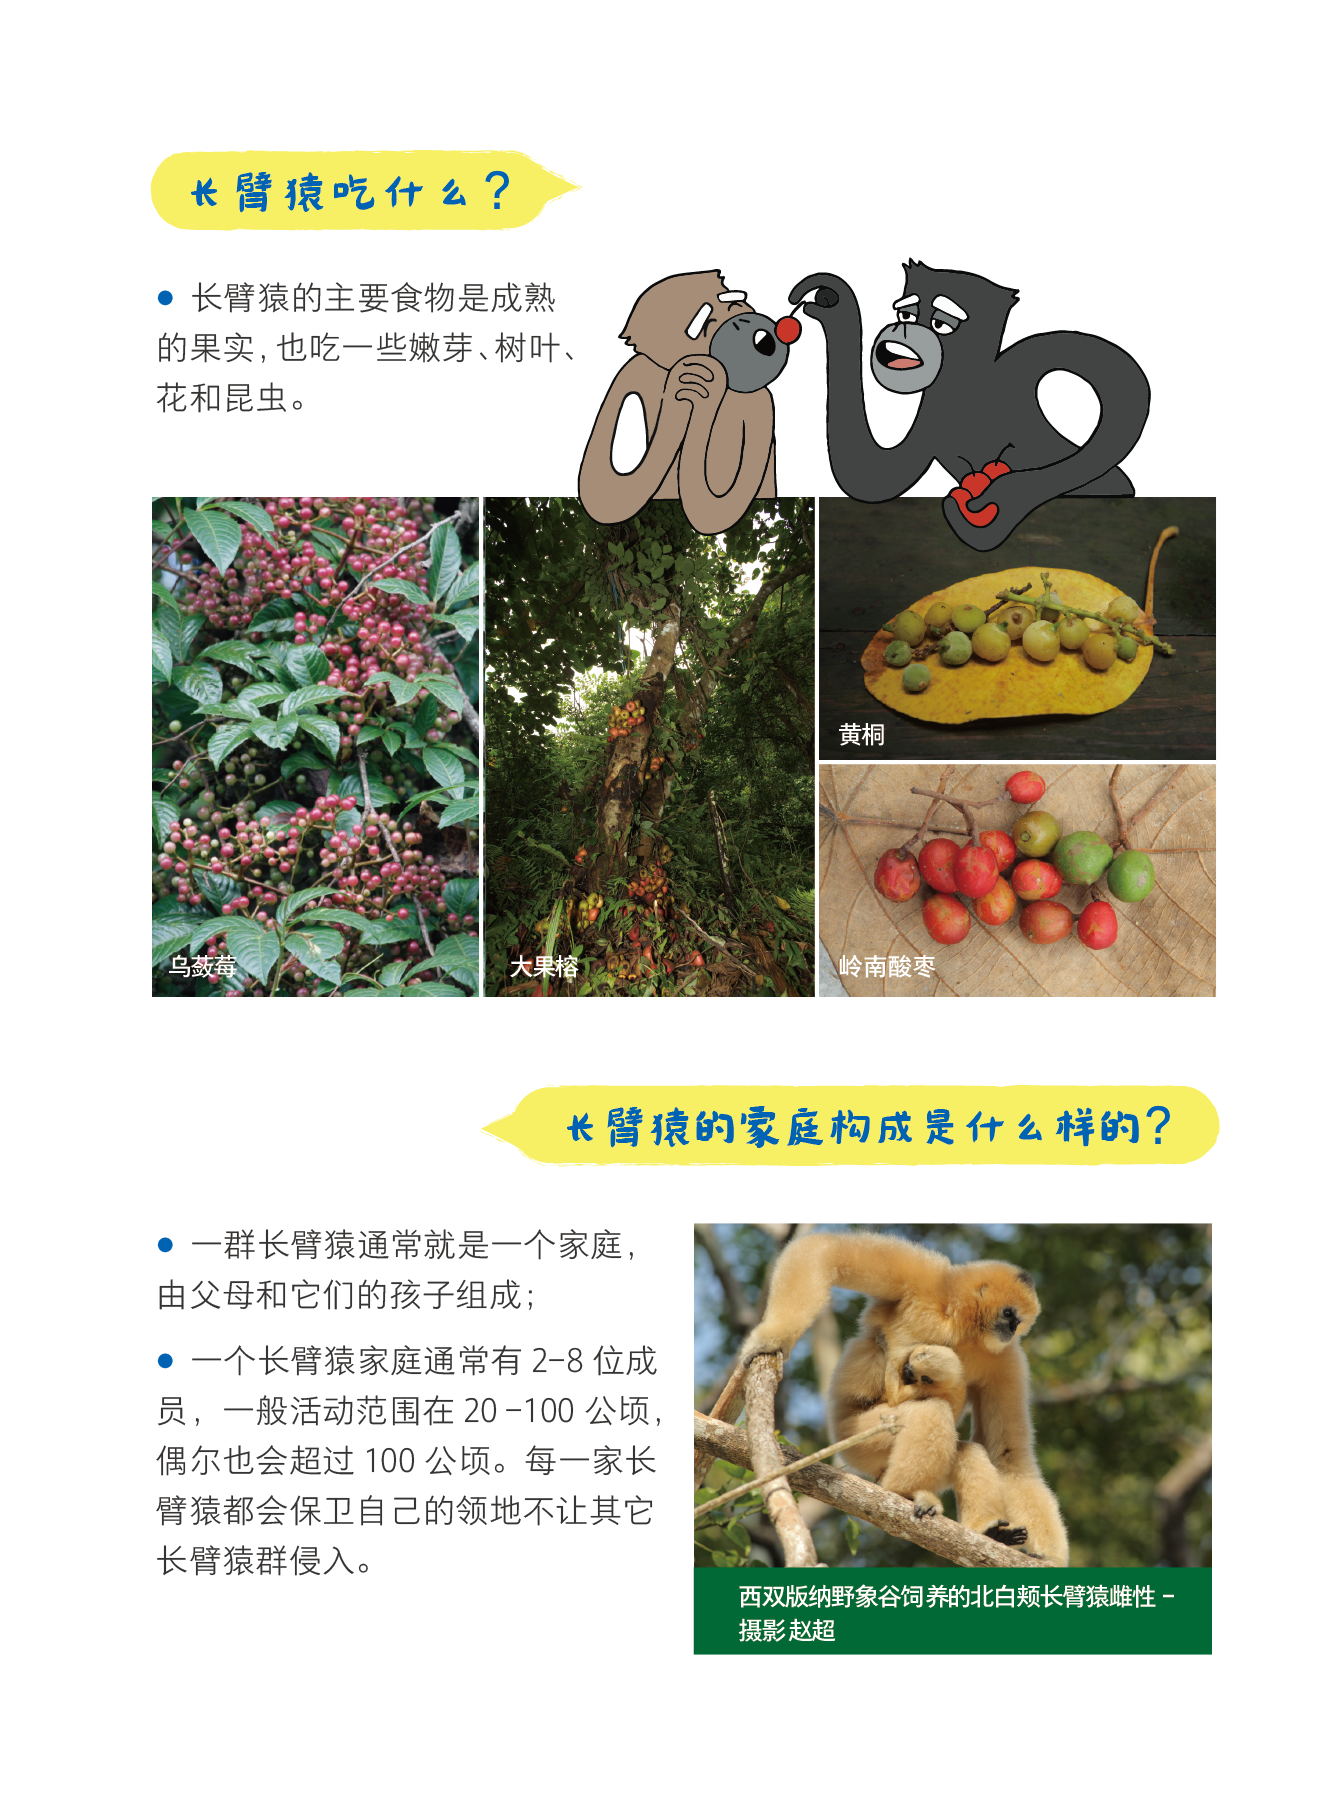 长臂猿吃什么？
● 长臂猿的主要食物是成熟
的果实，也吃一些嫩芽、树叶、
花和昆虫。
黄桐
乌蔹莓
大果榕
岭南酸枣
长臂猿的家庭构成是什么样的？
● 一群长臂猿通常就是一个家庭，
由父母和它们的孩子组成；
● 一个长臂猿家庭通常有 2-8 位成
员，一般活动范围在 20 -100 公顷，
偶尔也会超过 100 公顷。每一家长
臂猿都会保卫自己的领地不让其它
长臂猿群侵入。
西双版纳野象谷饲养的北白颊长臂猿雌性 -
摄影 赵超